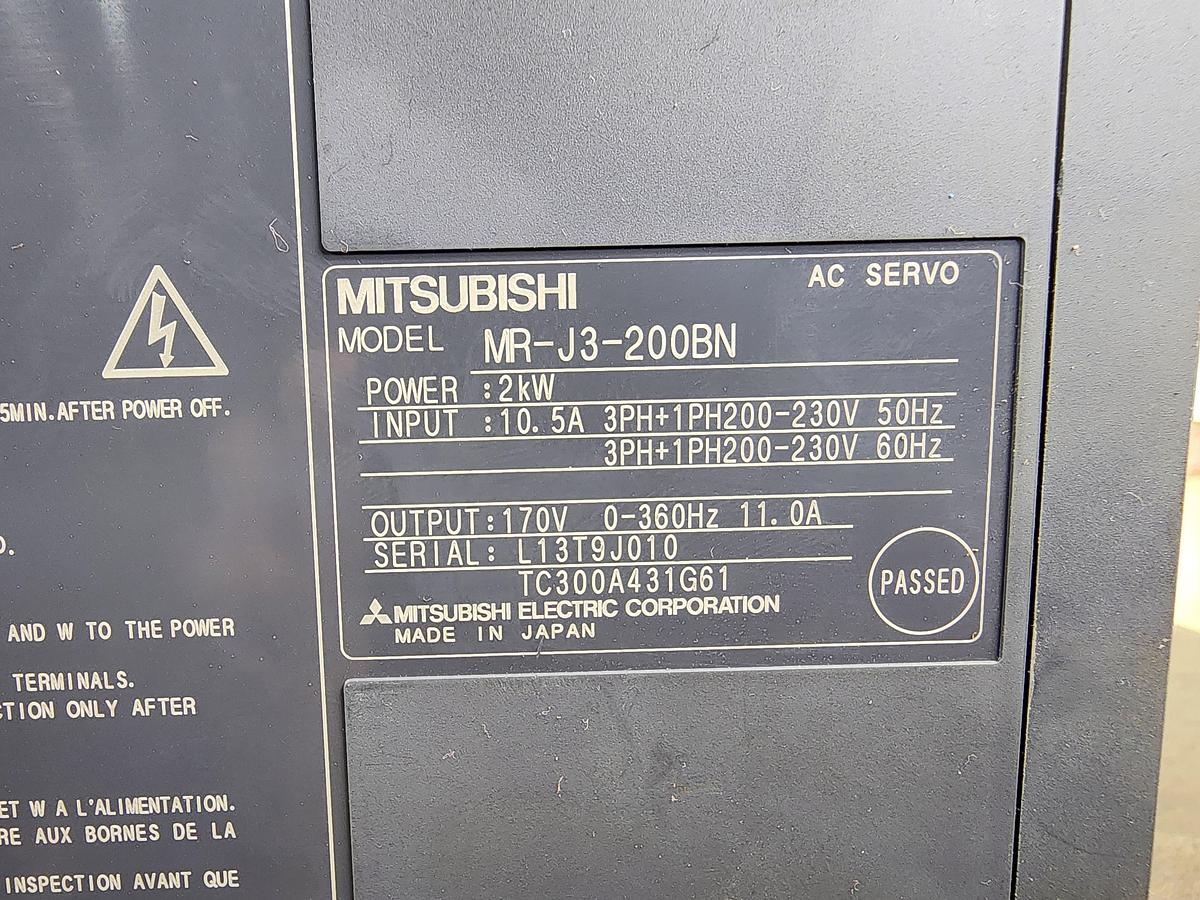 MITSUBISHI AC SERVO
MODEL MR-J3-200BN
POWER :2kW
INPUT :10.5A 3PH+1PH200-230V 50Hz
3PH+1PH200-230V 60Hz
OUTPUT:170V 0-360Hz 11.0A
SERIAL: L13T9J010
TC300A431G61
PASSED
MITSUBISHI ELECTRIC CORPORATION
MADE IN JAPAN
5MIN.AFTER POWER OFF.
AND W TO THE POWER
TERMINALS.
ONLY AFTER
ET W A L'ALIMENTATION.
AUX BORNES DE LA
INSPECTION AVANT QUE